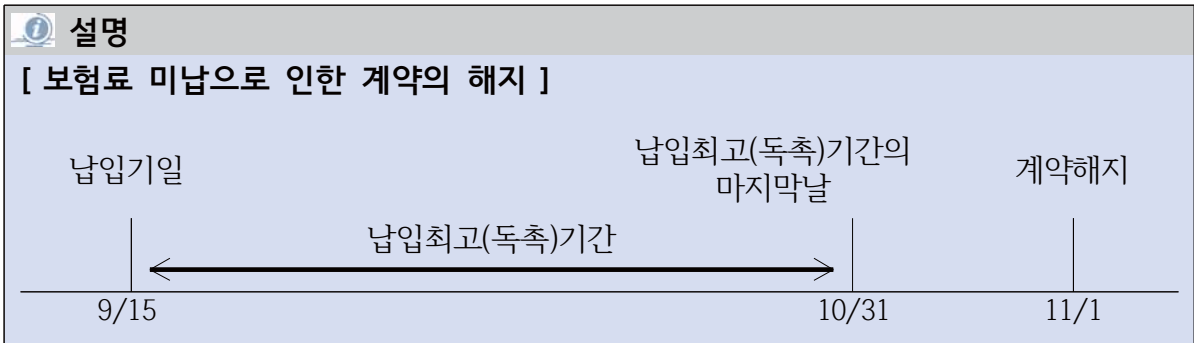 설명
[ 보험료 미납으로 인한 계약의 해지 ]
납입기일
납입최고(독촉)기간의
마지막날
계약해지
납입최고(독촉)기간
9/15
10/31
11/1